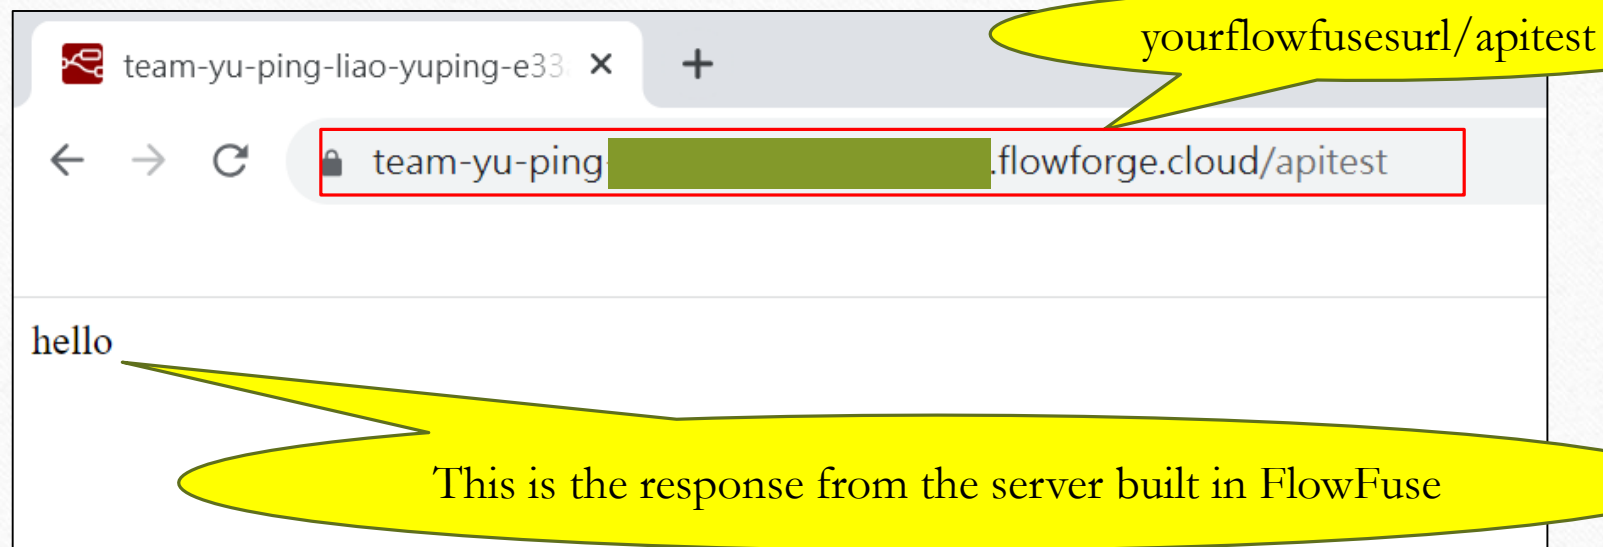 yourflowfusesurl/apitest
team-yu-ping-liao-yuping-e33
team-yu-ping- .flowforge.cloud/apitest
hello
This is the response from the server built in FlowFuse